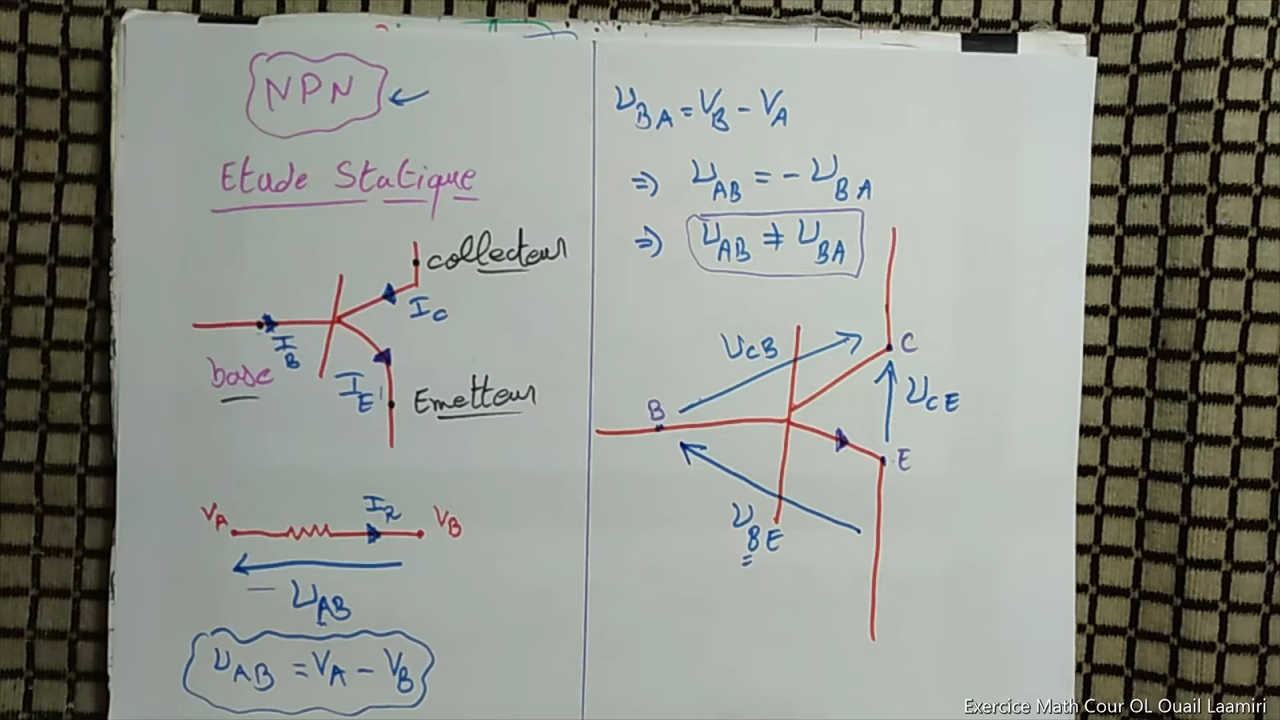 NPN
Etude Statique
collecteur
I_C
I_B
base
I_E
Emetteur
V_A
I_R
V_B
U_AB
U_AB = V_A - V_B
U_BA = V_B - V_A
⇒ U_AB = - U_BA
⇒ U_AB ≠ U_BA
U_CB
C
B
U_CE
E
U_BE
Exercice Math Cour OL Ouail Laamiri